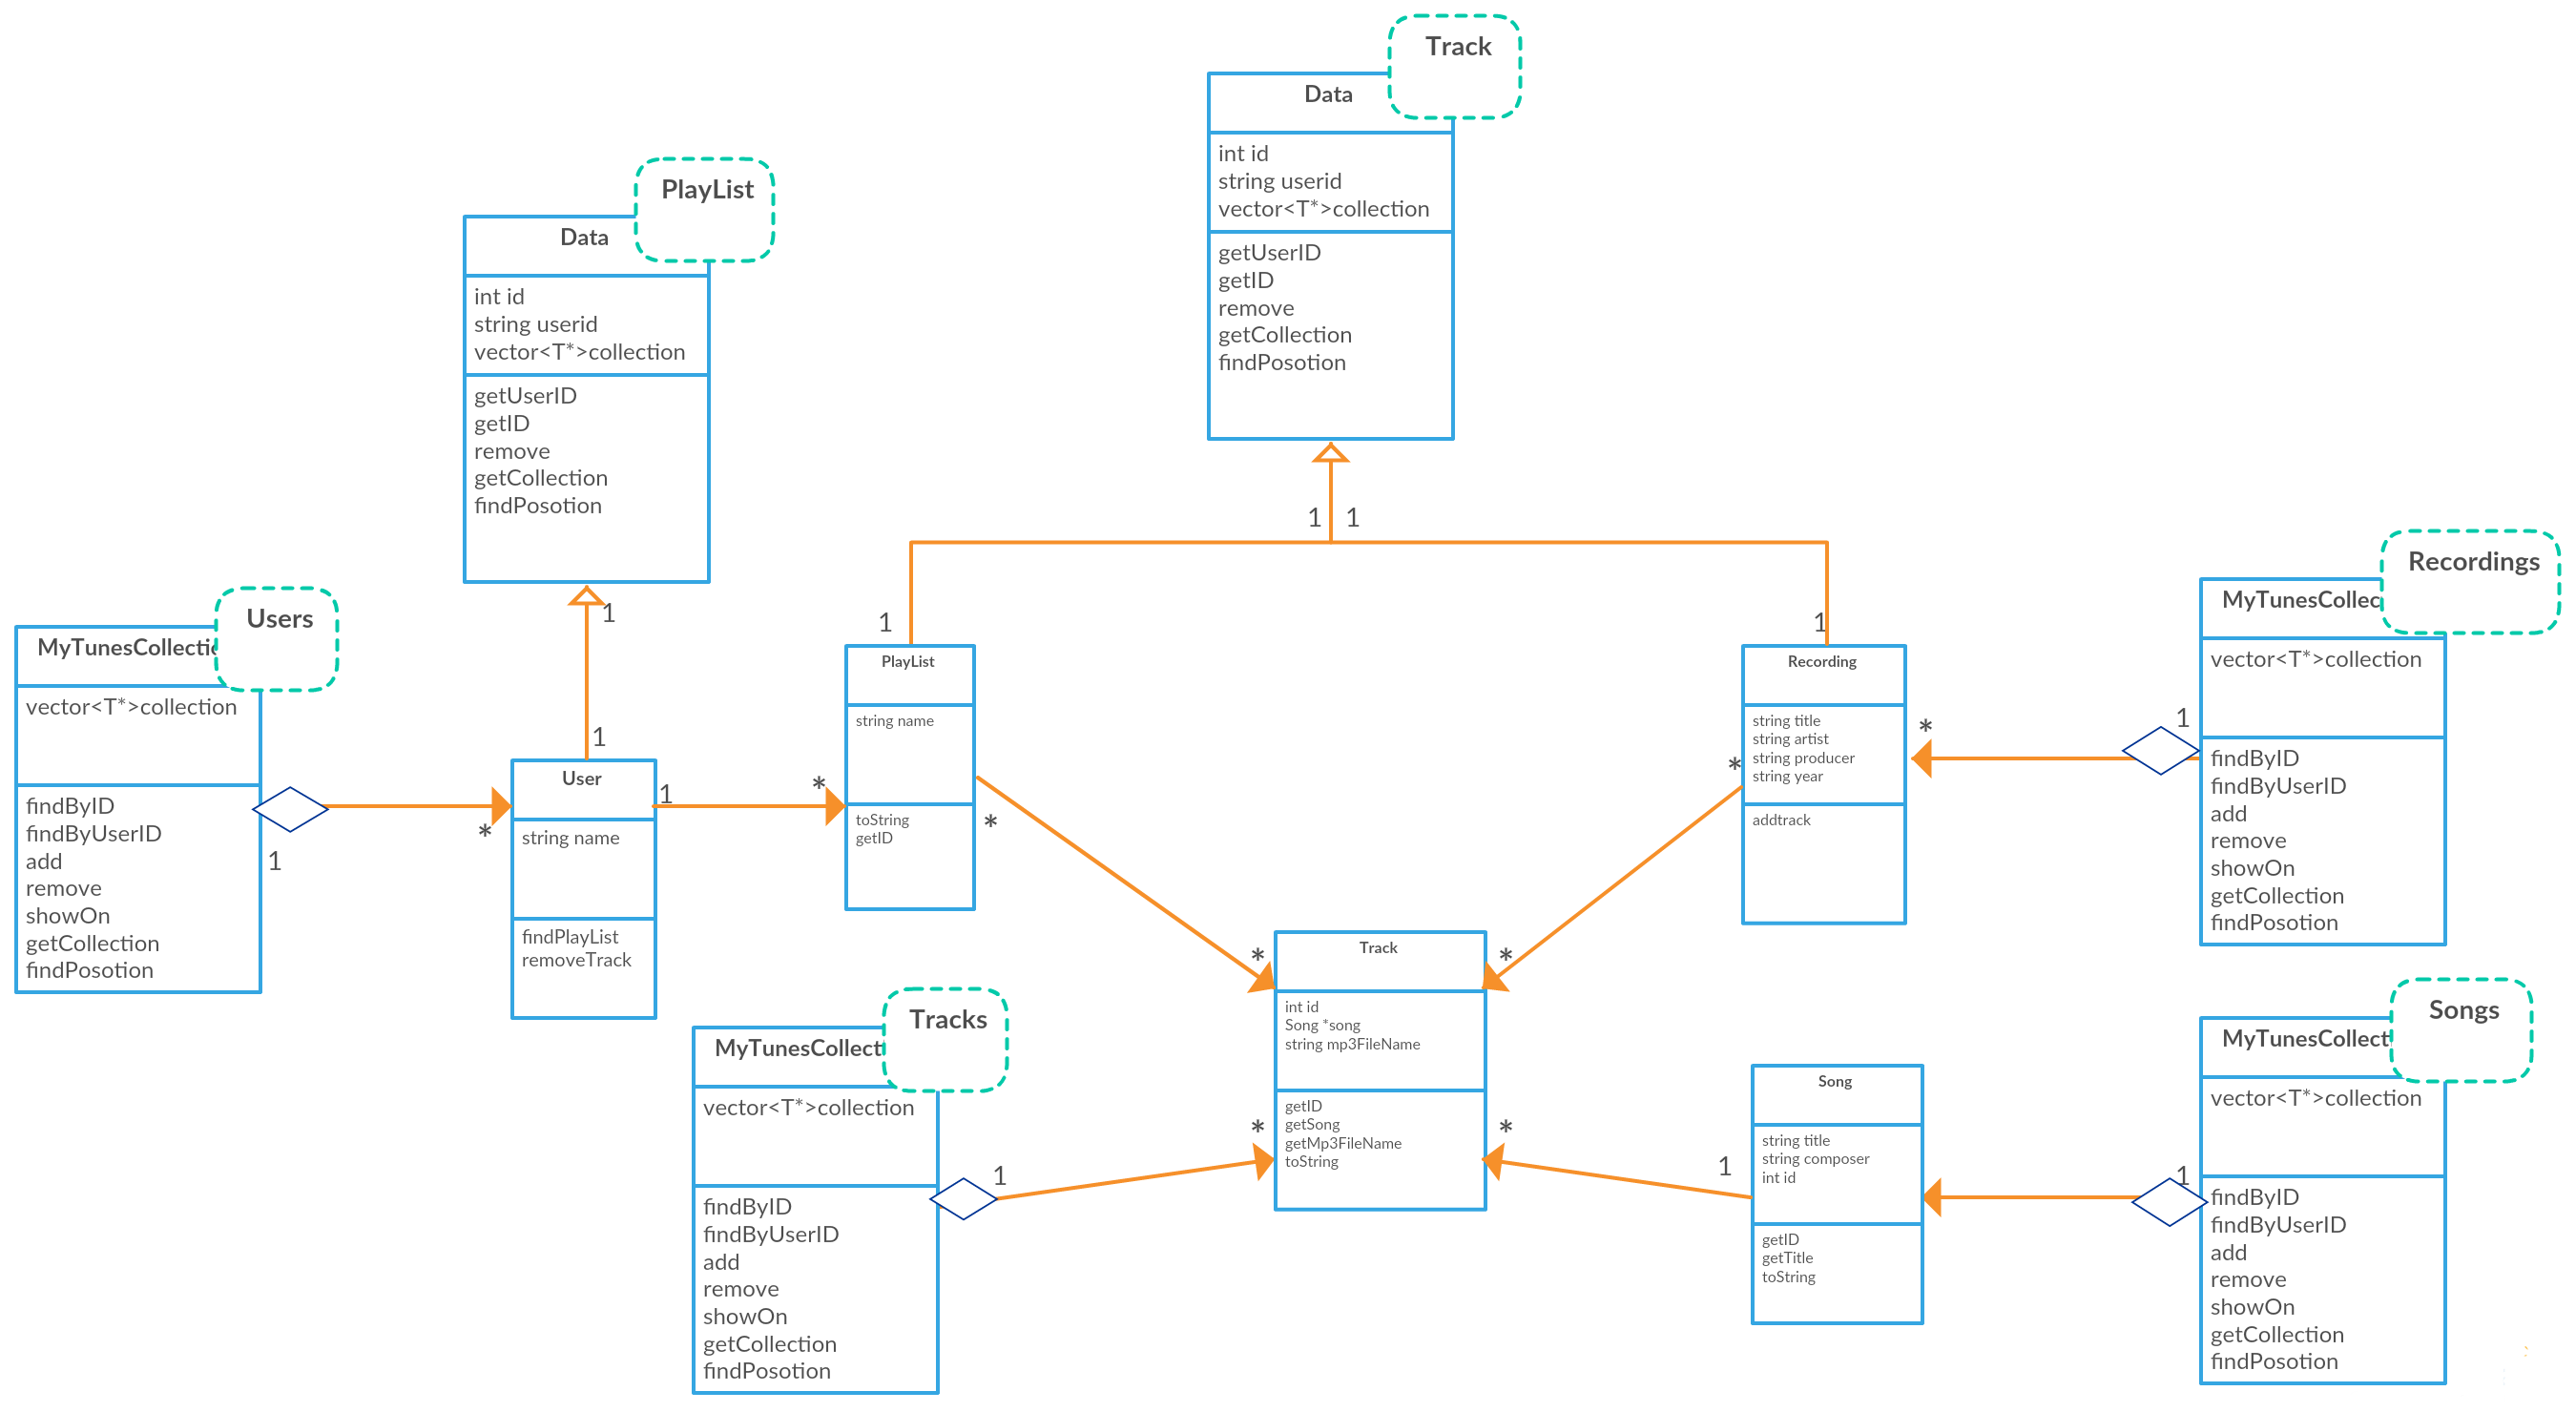 Track
Data
int id
string userid
vector<T*>collection
getUserID
getID
remove
getCollection
findPosotion
PlayList
Data
int id
string userid
vector<T*>collection
getUserID
getID
remove
getCollection
findPosotion
1 1
1
1
1
1
Users
MyTunesCollectic
vector<T*>collection
findByID
findByUserID
add
remove
showOn
getCollection
findPosotion
1
*
User
string name
findPlayList
removeTrack
1
*
PlayList
string name
toString
getID
*
*
Recording
string title
string artist
string producer
string year
addtrack
*
*
*
1
Recordings
MyTunesCollec
vector<T*>collection
findByID
findByUserID
add
remove
showOn
getCollection
findPosotion
Track
int id
Song *song
string mp3FileName
getID
getSong
getMp3FileName
toString
Tracks
MyTunesCollect
vector<T*>collection
findByID
findByUserID
add
remove
showOn
getCollection
findPosotion
1
*
*
1
Song
string title
string composer
int id
getID
getTitle
toString
1
Songs
MyTunesCollect
vector<T*>collection
findByID
findByUserID
add
remove
showOn
getCollection
findPosotion